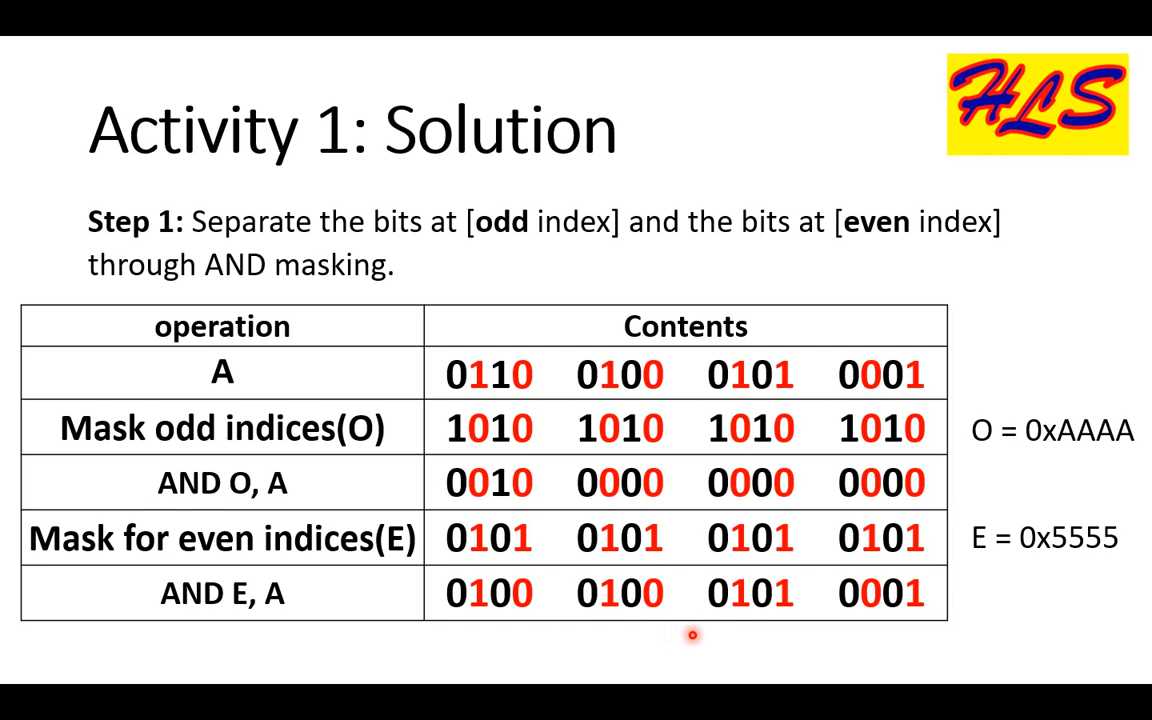 HLS
Activity 1: Solution
Step 1: Separate the bits at [odd index] and the bits at [even index]
through AND masking.
operation Contents
A 0110 0100 0101 0001
Mask odd indices(O) 1010 1010 1010 1010 O = 0xAAAA
AND O, A 0010 0000 0000 0000
Mask for even indices(E) 0101 0101 0101 0101 E = 0x5555
AND E, A 0100 0100 0101 0001